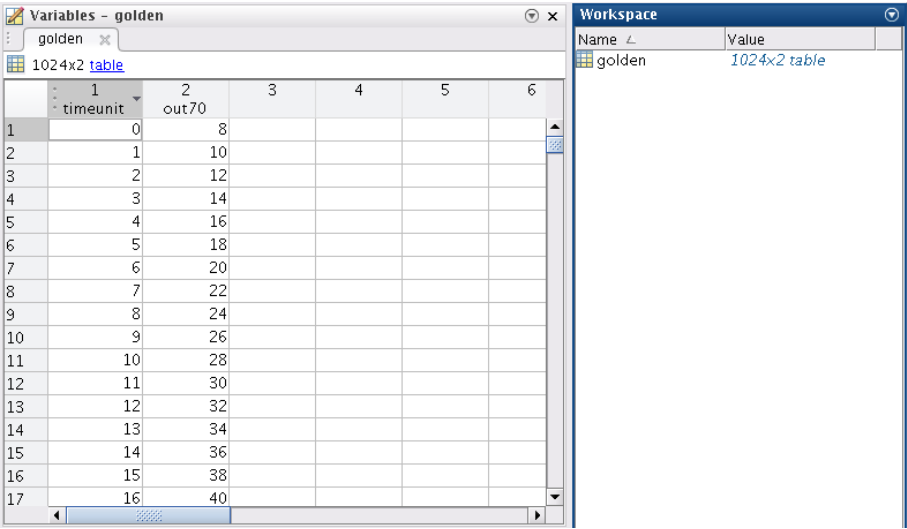 Variables - golden
golden
1024x2 table
1 2 3 4 5 6
timeunit out70
1 0 8
2 1 10
3 2 12
4 3 14
5 4 16
6 5 18
7 6 20
8 7 22
9 8 24
10 9 26
11 10 28
12 11 30
13 12 32
14 13 34
15 14 36
16 15 38
17 16 40
Workspace
Name Value
golden 1024x2 table